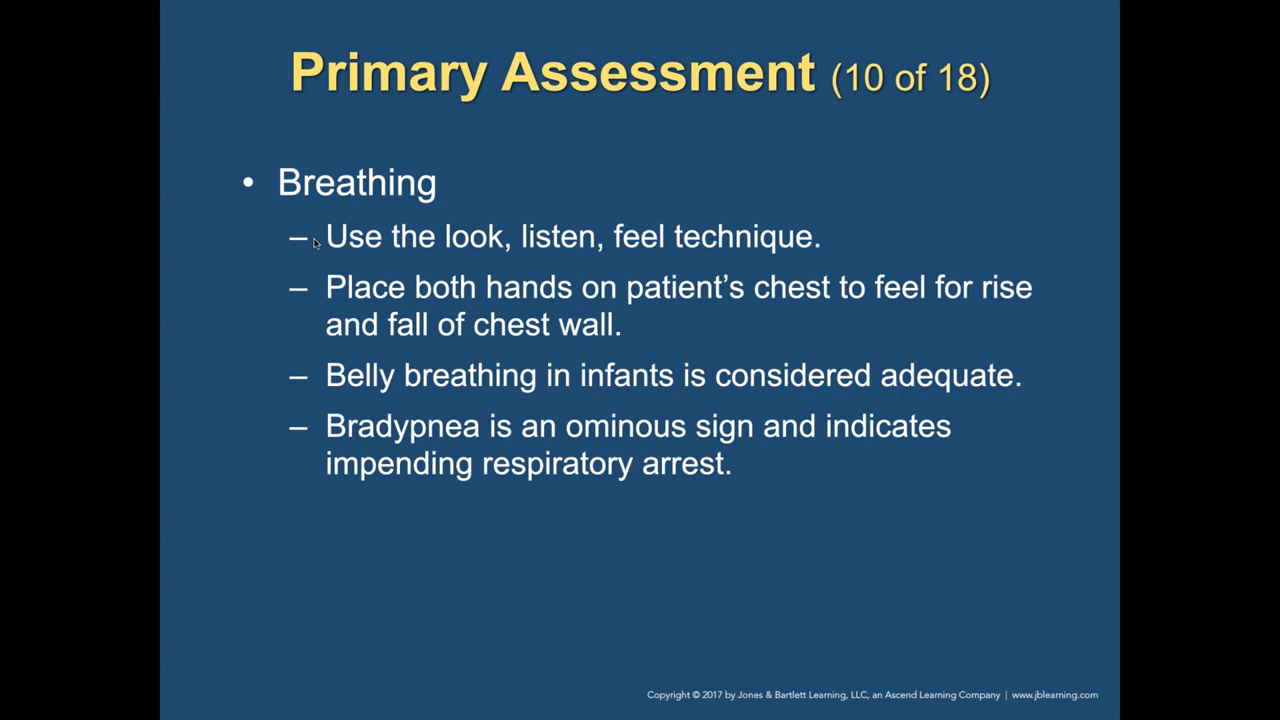 Primary Assessment (10 of 18)
• Breathing
– Use the look, listen, feel technique.
– Place both hands on patient’s chest to feel for rise
and fall of chest wall.
– Belly breathing in infants is considered adequate.
– Bradypnea is an ominous sign and indicates
impending respiratory arrest.
Copyright © 2017 by Jones & Bartlett Learning, LLC, an Ascend Learning Company | www.jblearning.com